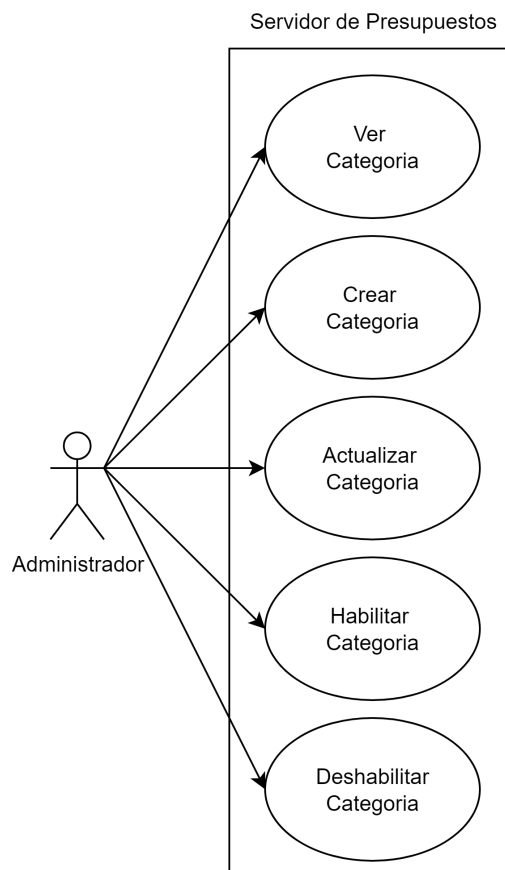 Servidor de Presupuestos
Ver
Categoria
Crear
Categoria
Actualizar
Categoria
Habilitar
Categoria
Administrador
Deshabilitar
Categoria